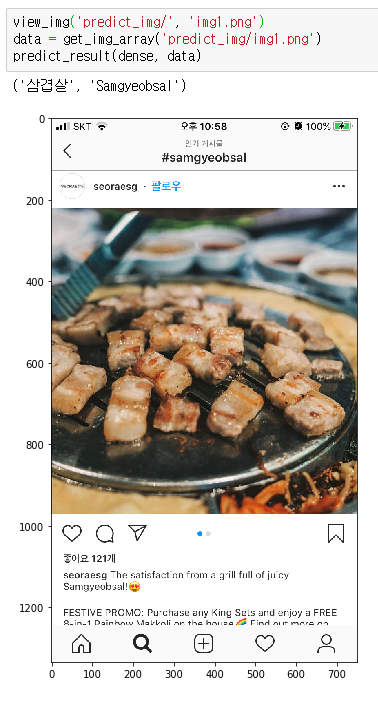 view_img('predict_img/', 'img1.png')
data = get_img_array('predict_img/img1.png')
predict_result(dense, data)
('삼겹살', 'Samgyeobsal')
0
SKT 오후 10:58 100%
인기 게시물
#samgyeobsal
seoraesg · 팔로우
200
400
600
800
1000
좋아요 121개
seoraesg The satisfaction from a grill full of juicy
Samgyeobsal!
1200
FESTIVE PROMO: Purchase any King Sets and enjoy a FREE
8-in-1 Rainbow Makkoli on the house Find out more on
0 100 200 300 400 500 600 700